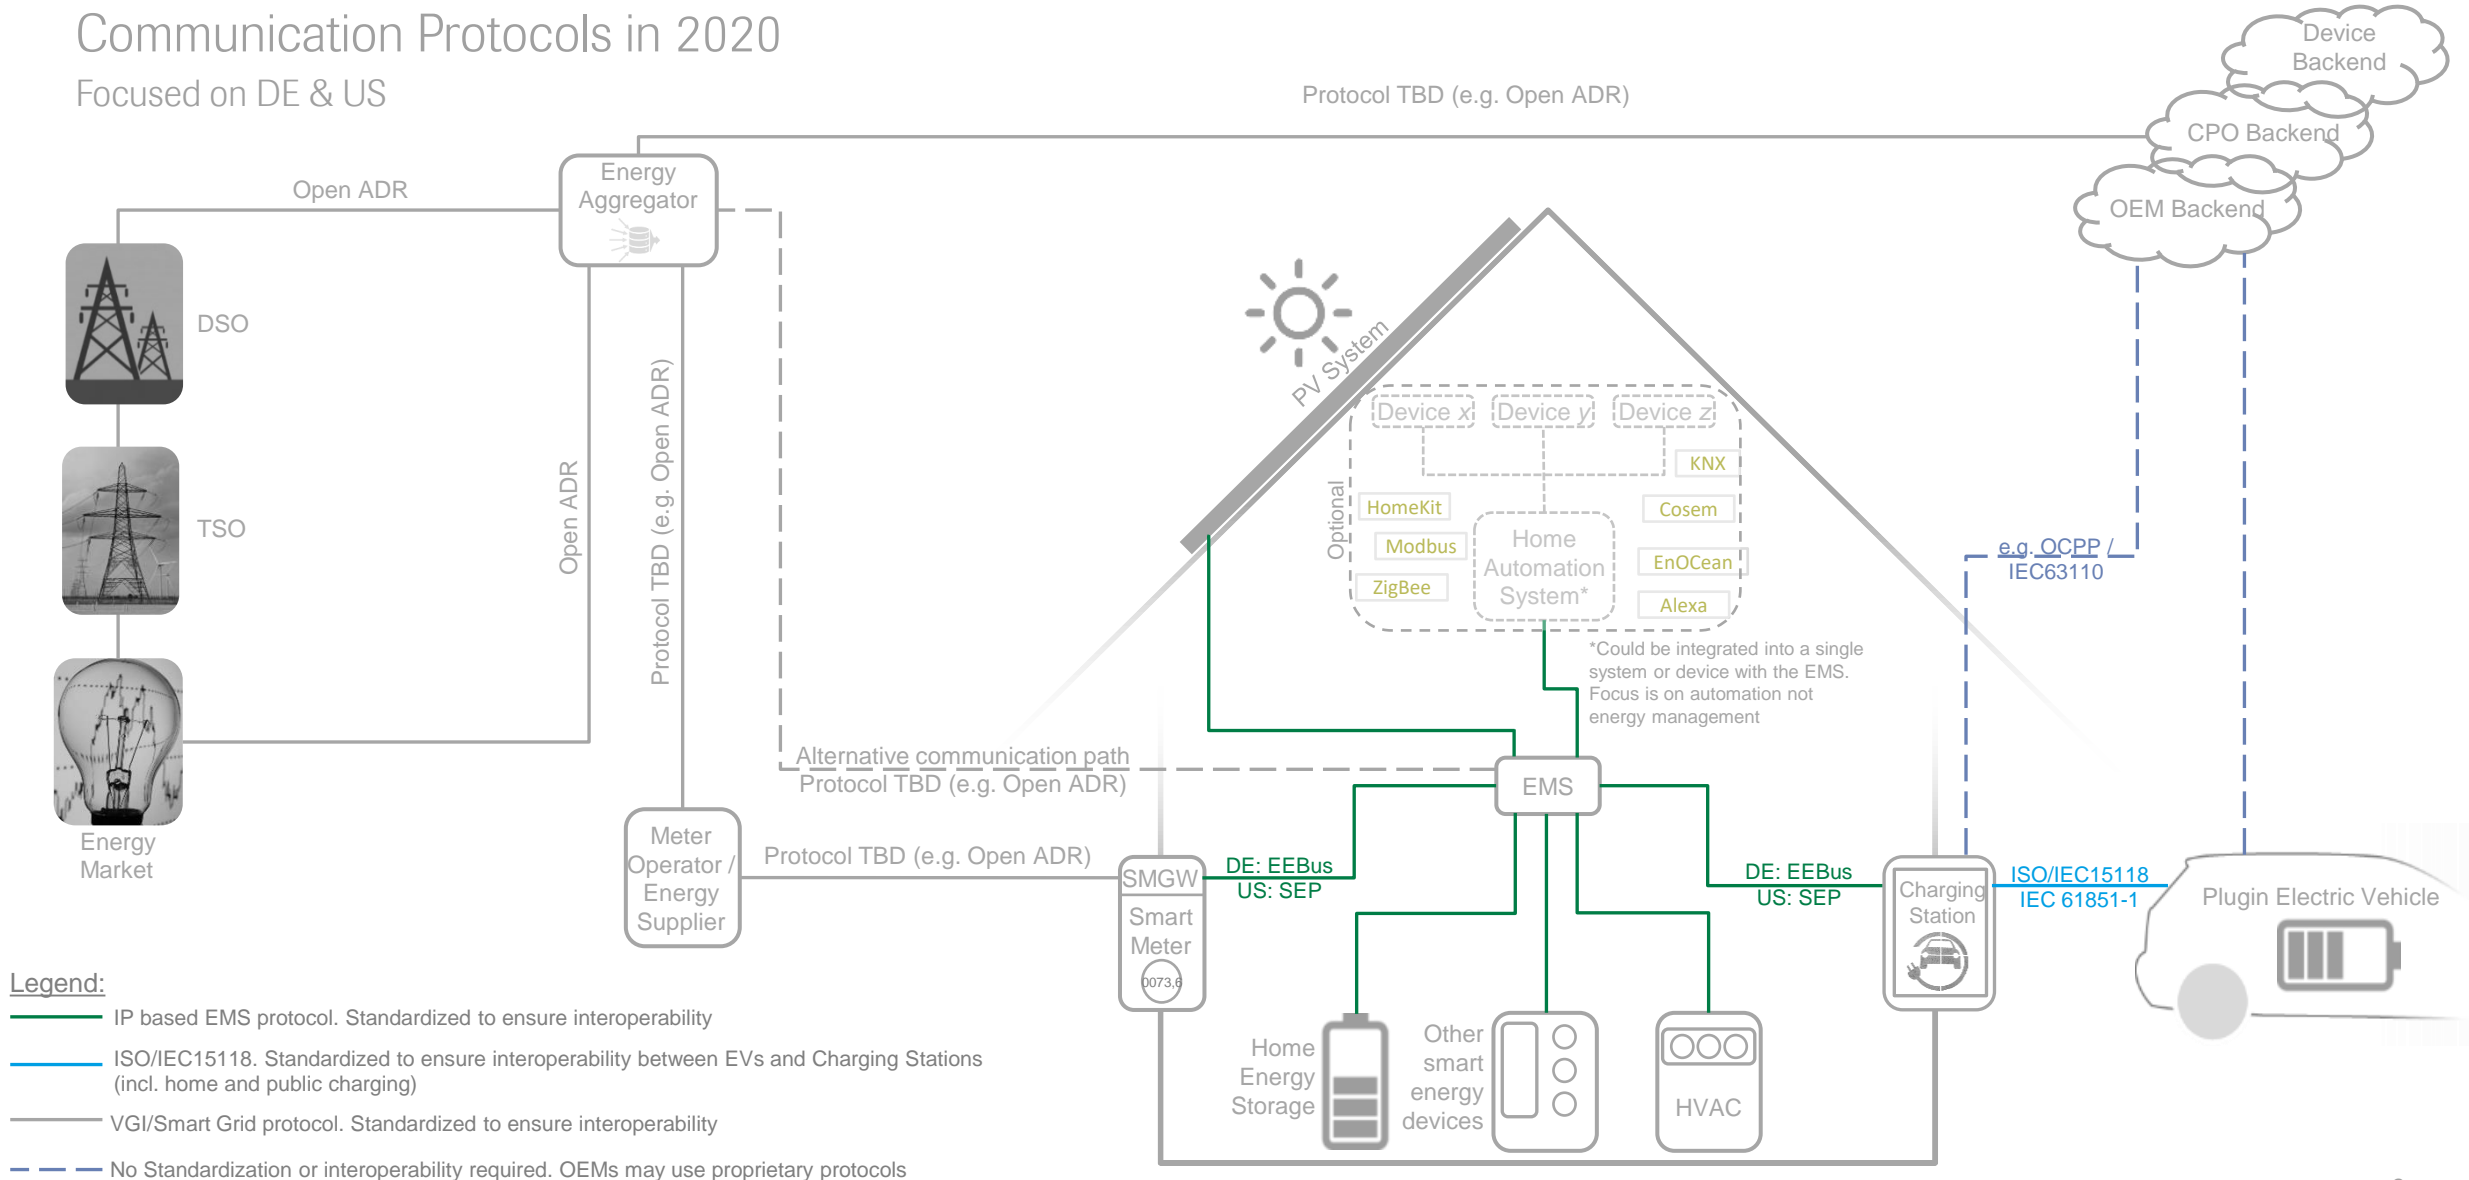 Communication Protocols in 2020
Focused on DE & US
Device
Backend
Protocol TBD (e.g. Open ADR)
CPO Backend
OEM Backend
Energy
Aggregator
Open ADR
DSO
PV System
Device x
Device y
Device z
KNX
Optional
HomeKit
Cosem
Modbus
Home
Automation
System*
EnOCean
ZigBee
Alexa
TSO
Open ADR
Protocol TBD (e.g. Open ADR)
e.g. OCPP /
IEC63110
*Could be integrated into a single
system or device with the EMS.
Focus is on automation not
energy management
Alternative communication path
Protocol TBD (e.g. Open ADR)
EMS
Energy
Market
Meter
Operator /
Energy
Supplier
Protocol TBD (e.g. Open ADR)
SMGW
Smart
Meter
0073,6
DE: EEBus
US: SEP
DE: EEBus
US: SEP
Charging
Station
ISO/IEC15118
IEC 61851-1
Plugin Electric Vehicle
Home
Energy
Storage
Other
smart
energy
devices
HVAC
Legend:
IP based EMS protocol. Standardized to ensure interoperability
ISO/IEC15118. Standardized to ensure interoperability between EVs and Charging Stations
(incl. home and public charging)
VGI/Smart Grid protocol. Standardized to ensure interoperability
No Standardization or interoperability required. OEMs may use proprietary protocols